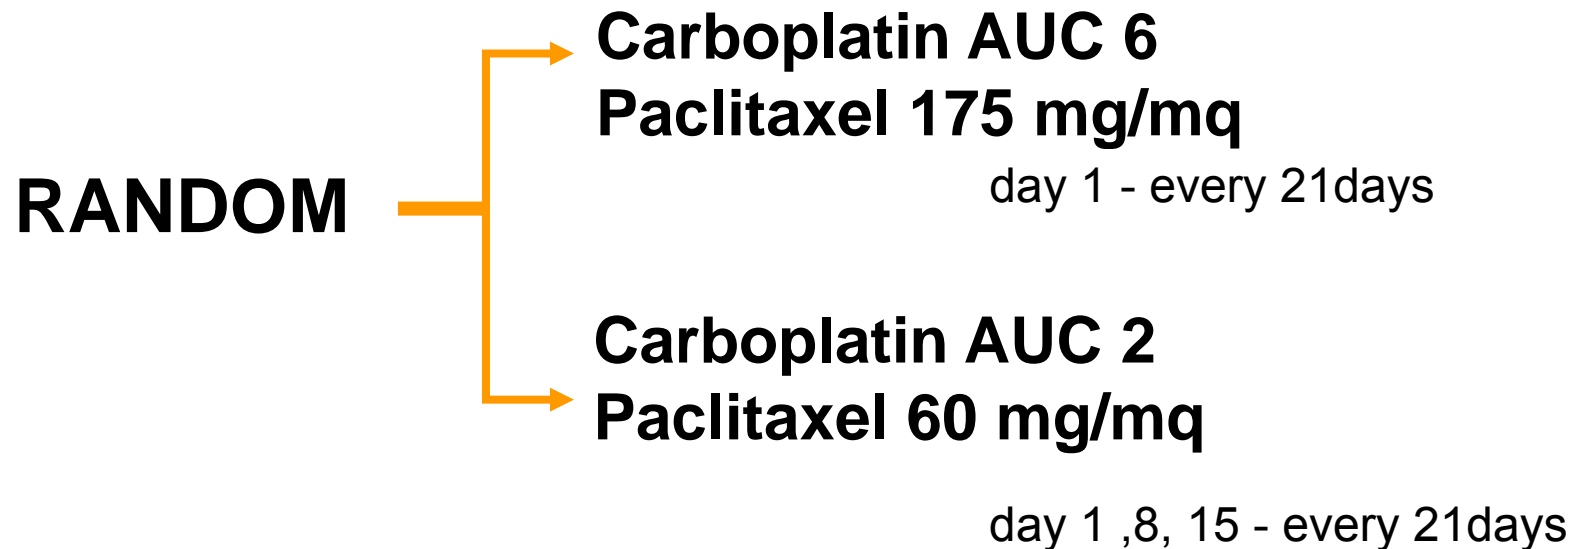 Carboplatin AUC 6
Paclitaxel 175 mg/mq
day 1 - every 21days
RANDOM
Carboplatin AUC 2
Paclitaxel 60 mg/mq
day 1 ,8, 15 - every 21days